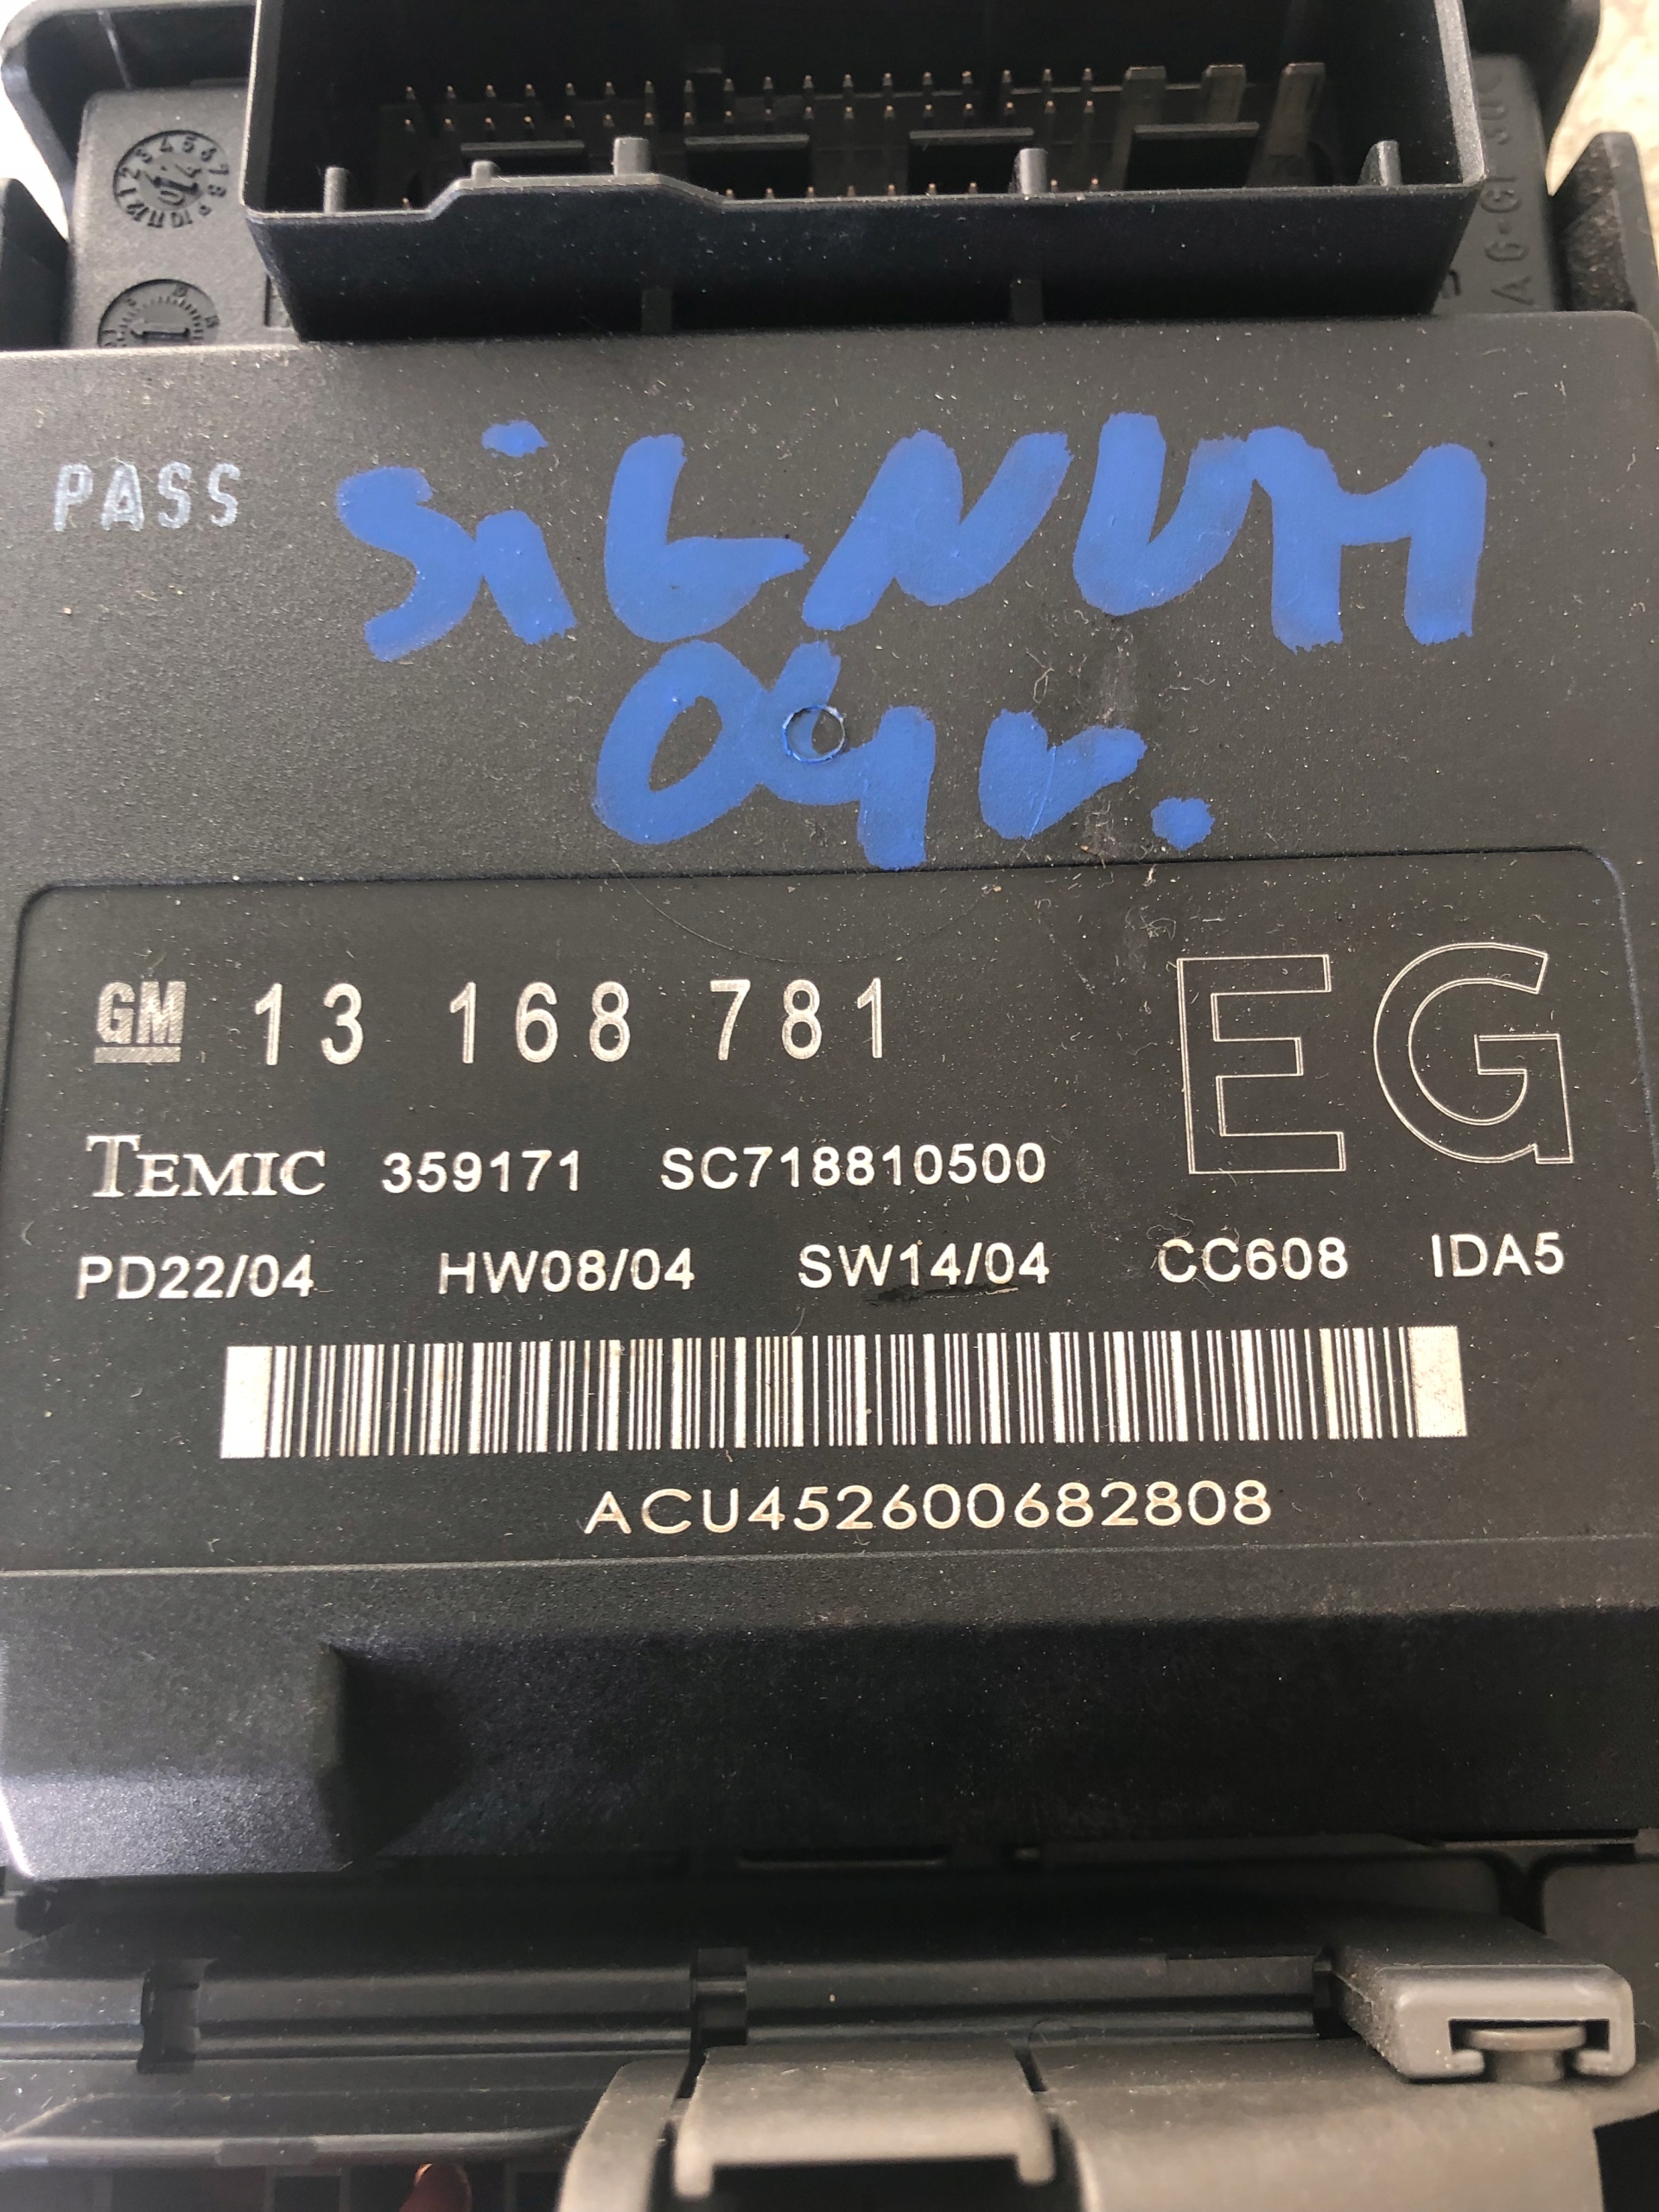 PASS
SiGNUM
04 r.
GM 13 168 781 EG
TEMIC 359171 SC718810500
PD22/04 HW08/04 SW14/04 CC608 IDA5
ACU452600682808